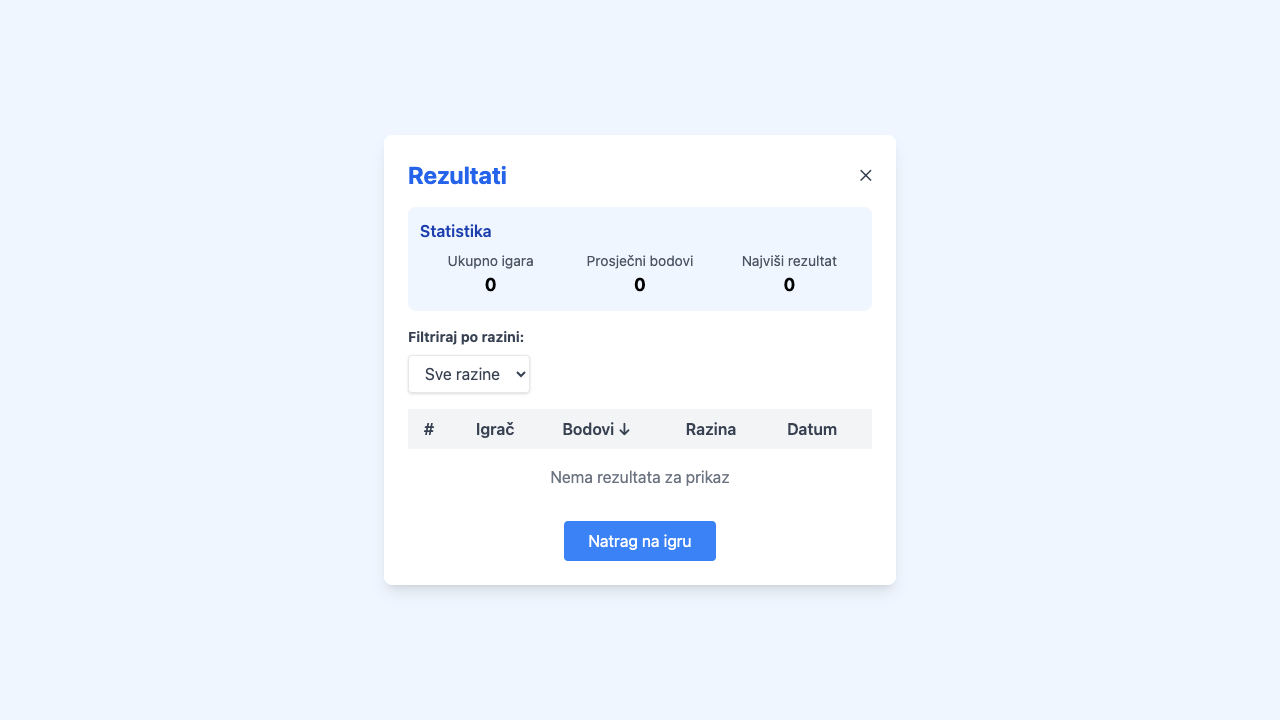 Rezultati
×
Statistika
Ukupno igara Prosječni bodovi Najviši rezultat
0 0 0
Filtriraj po razini:
Sve razine
# Igrač Bodovi ↓ Razina Datum
Nema rezultata za prikaz
Natrag na igru